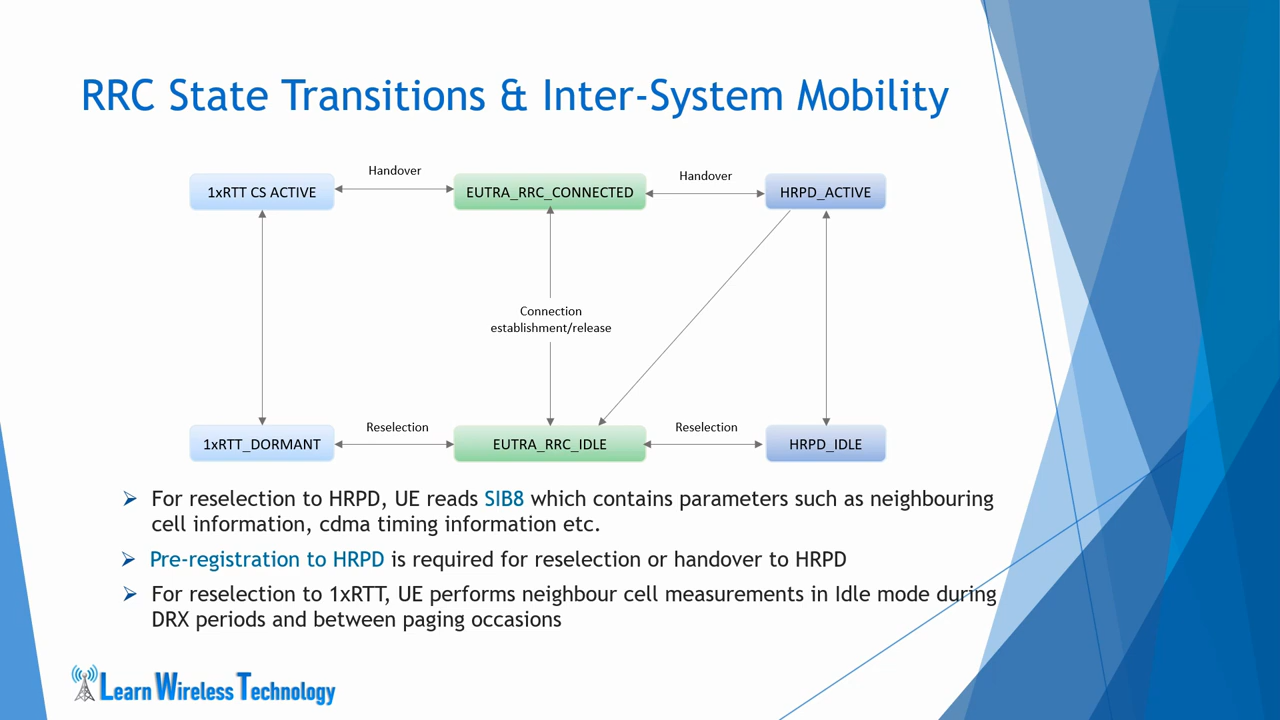 RRC State Transitions & Inter-System Mobility
Handover
Handover
1xRTT CS ACTIVE
EUTRA_RRC_CONNECTED
HRPD_ACTIVE
Connection
establishment/release
Reselection
Reselection
1xRTT_DORMANT
EUTRA_RRC_IDLE
HRPD_IDLE
For reselection to HRPD, UE reads SIB8 which contains parameters such as neighbouring
cell information, cdma timing information etc.
Pre-registration to HRPD is required for reselection or handover to HRPD
For reselection to 1xRTT, UE performs neighbour cell measurements in Idle mode during
DRX periods and between paging occasions
Learn Wireless Technology